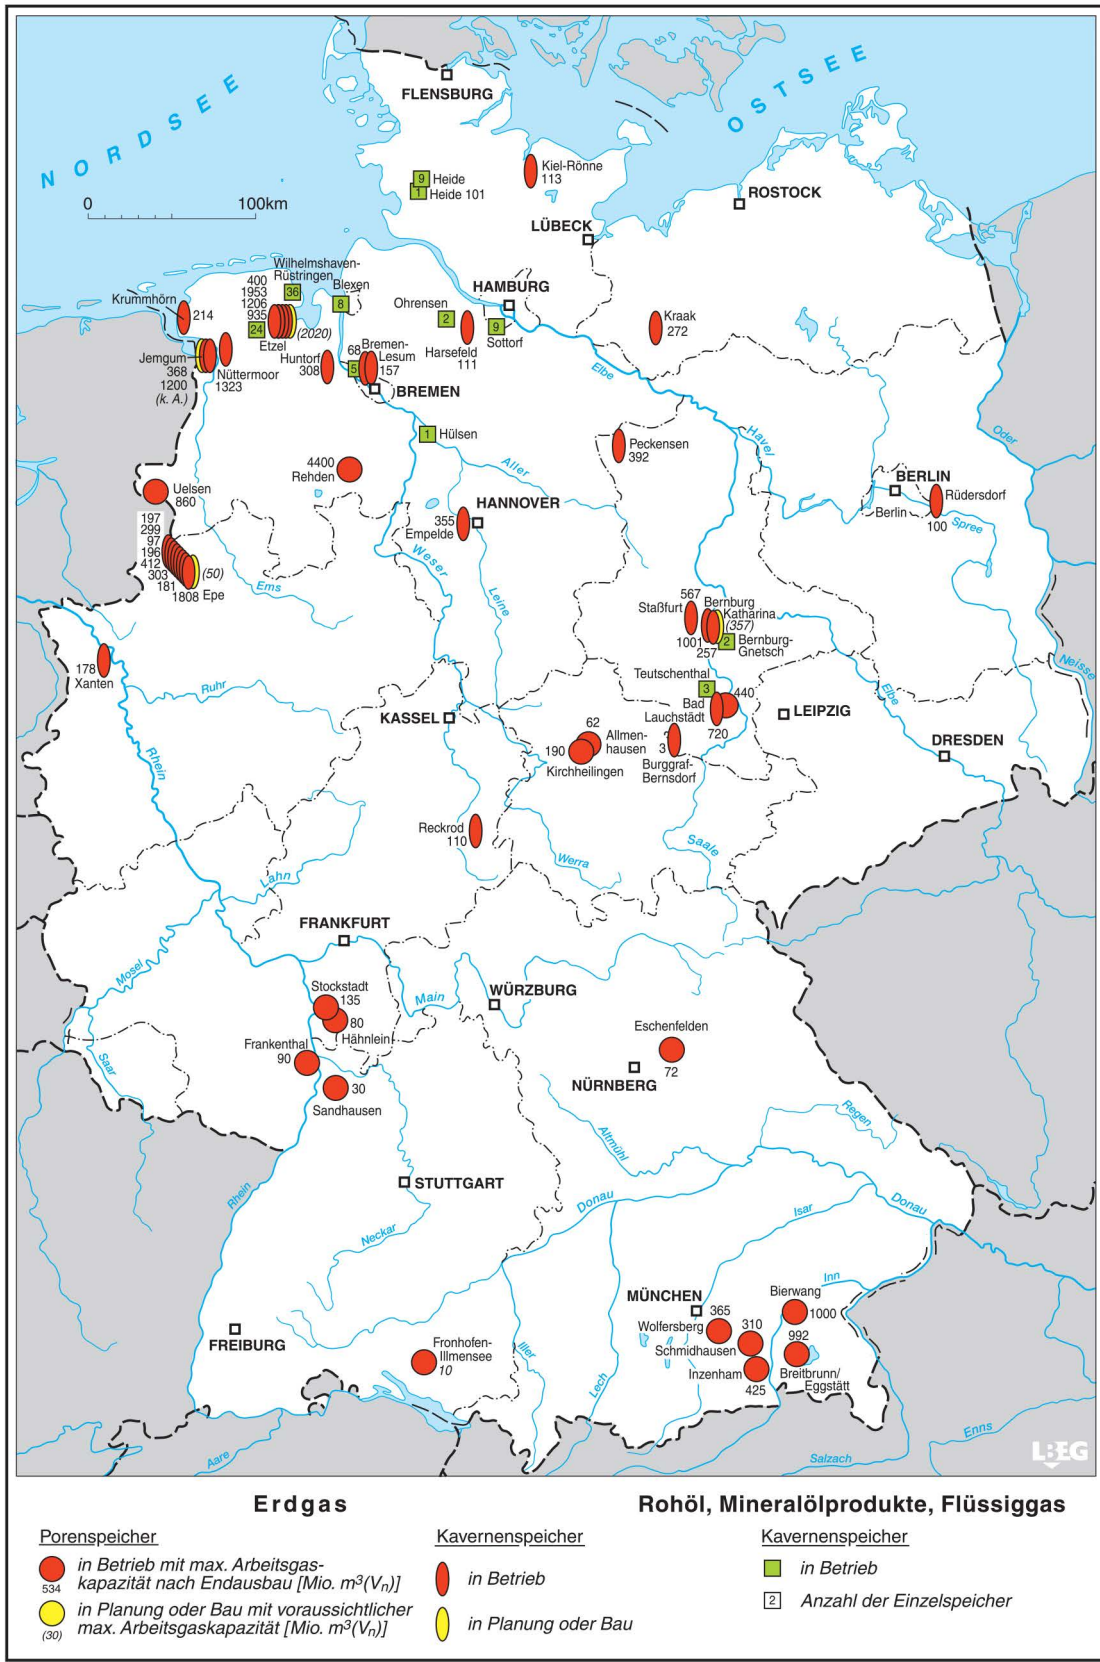 NORDSEE
OSTSEE
FLENSBURG
Kiel-Rönne
113
9
Heide
1
Heide 101
ROSTOCK
0
100km
LÜBECK
Wilhelmshaven-
Rüstringen
36
400
1953
1206
935
24
Etzel
(2020)
Blexen
8
HAMBURG
Ohrensen
2
9
Sottorf
Harsefeld
111
Krummhörn
214
Kraak
272
Jemgum
368
1200
(k. A.)
Nüttermoor
1323
Huntorf
308
68
Bremen-
Lesum
157
5
BREMEN
Elbe
1
Hülsen
Aller
Peckensen
392
Havel
Oder
4400
Rehden
Uelsen
860
HANNOVER
355
Empelde
BERLIN
Berlin
Rüdersdorf
100
Spree
197
299
97
196
412
303
181
1808
Epe
(50)
Ems
Weser
Leine
567
Staßfurt
1001
Bernburg
Katharina
(357)
257
2
Bernburg-
Gnetsch
Neisse
178
Xanten
Ruhr
Teutschenthal
3
440
Bad
Lauchstädt
720
LEIPZIG
Elbe
KASSEL
62
Allmen-
hausen
190
Kirchheilingen
3
Burggraf-
Bernsdorf
DRESDEN
Rhein
Reckrod
110
Werra
Saale
Lahn
FRANKFURT
Mosel
Stockstadt
135
80
Hähnlein
Main
WÜRZBURG
Eschenfelden
72
NÜRNBERG
Frankenthal
90
30
Sandhausen
Saar
Regen
Altmühl
Rhein
STUTTGART
Neckar
Donau
Isar
Donau
Inn
MÜNCHEN
365
Wolfersberg
310
Schmidhausen
Bierwang
1000
992
Breitbrunn/
Eggstätt
Inzenham
425
FREIBURG
Fronhofen-
Illmensee
10
Iller
Lech
Aare
Salzach
Enns
LBEG
Erdgas
Rohöl, Mineralölprodukte, Flüssiggas
Porenspeicher
534
in Betrieb mit max. Arbeitsgas-
kapazität nach Endausbau [Mio. m³(Vn)]
(30)
in Planung oder Bau mit voraussichtlicher
max. Arbeitsgaskapazität [Mio. m³(Vn)]
Kavernenspeicher
in Betrieb
in Planung oder Bau
Kavernenspeicher
in Betrieb
2
Anzahl der Einzelspeicher